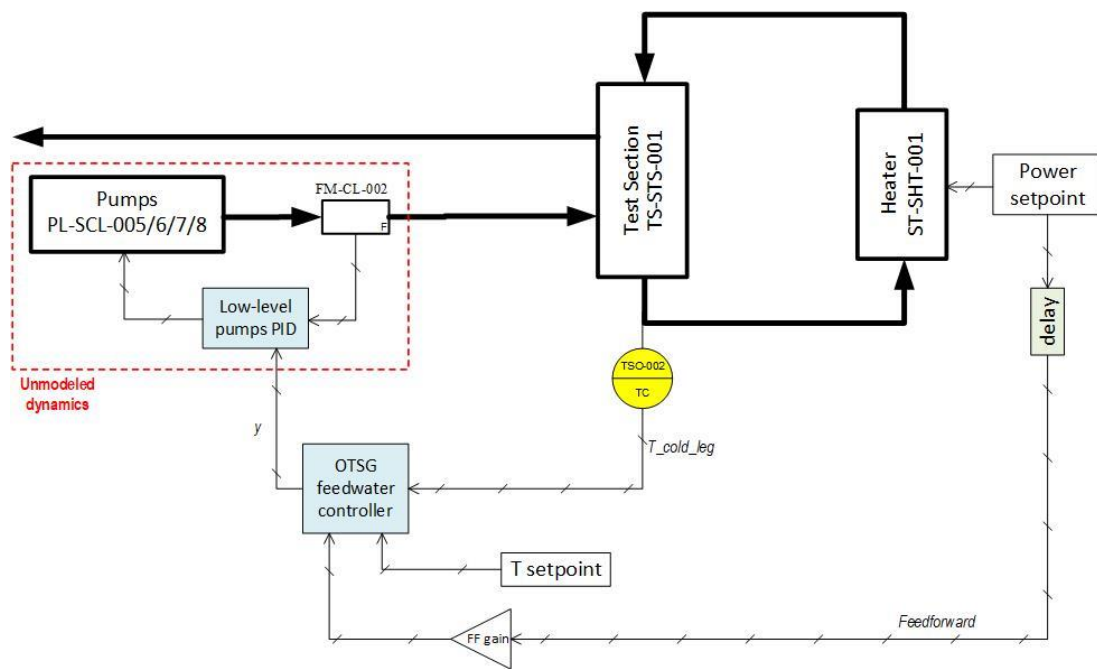 Pumps
PL-SCL-005/6/7/8
FM-CL-002
F
Test Section
TS-STS-001
Heater
ST-SHT-001
Power
setpoint
Low-level
pumps PID
delay
Unmodeled
dynamics
TSO-002
TC
y
T_cold_leg
OTSG
feedwater
controller
T setpoint
FF gain
Feedforward